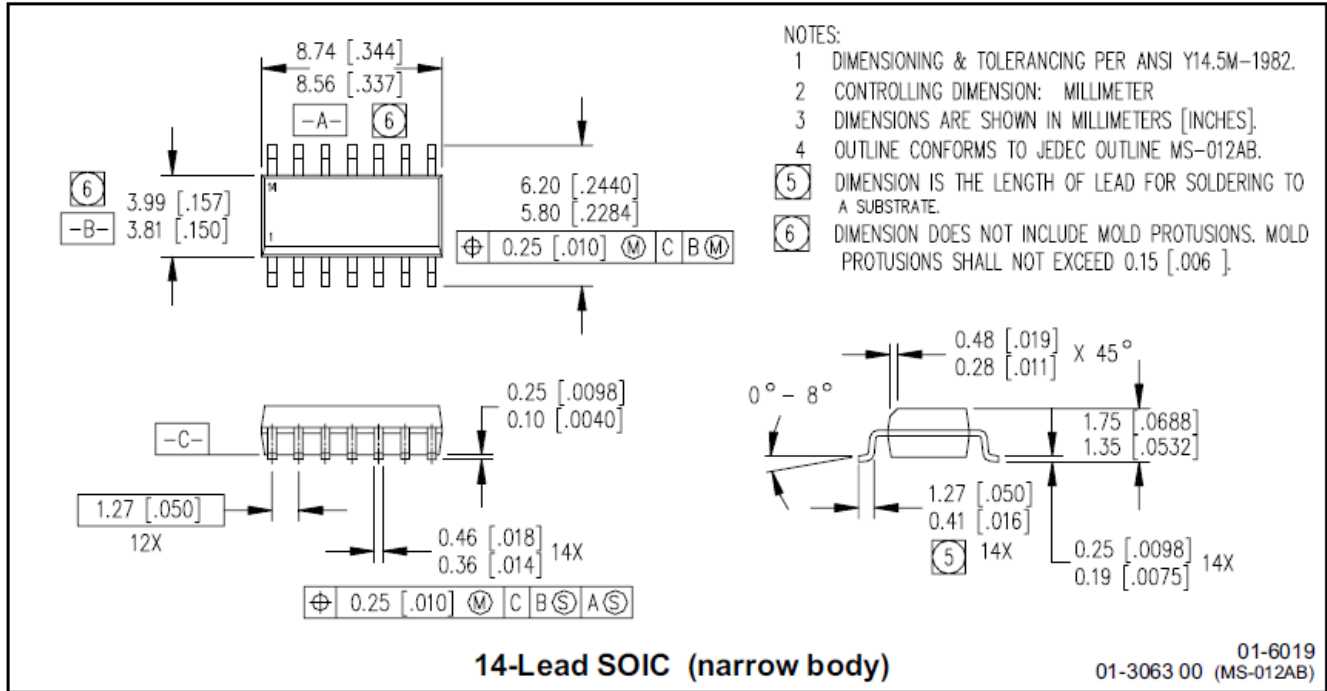 8.74 [.344]
8.56 [.337]
-A- 6
6
-B-
3.99 [.157]
3.81 [.150]
14
1
6.20 [.2440]
5.80 [.2284]
⌖ 0.25 [.010] Ⓜ C B Ⓜ
NOTES:
1 DIMENSIONING & TOLERANCING PER ANSI Y14.5M-1982.
2 CONTROLLING DIMENSION: MILLIMETER
3 DIMENSIONS ARE SHOWN IN MILLIMETERS [INCHES].
4 OUTLINE CONFORMS TO JEDEC OUTLINE MS-012AB.
5 DIMENSION IS THE LENGTH OF LEAD FOR SOLDERING TO
A SUBSTRATE.
6 DIMENSION DOES NOT INCLUDE MOLD PROTUSIONS. MOLD
PROTUSIONS SHALL NOT EXCEED 0.15 [.006 ].
-C-
0.25 [.0098]
0.10 [.0040]
1.27 [.050]
12X
0.46 [.018]
0.36 [.014] 14X
⌖ 0.25 [.010] Ⓜ C B Ⓢ A Ⓢ
0.48 [.019]
0.28 [.011] X 45°
0° - 8°
1.75 [.0688]
1.35 [.0532]
1.27 [.050]
0.41 [.016]
5 14X
0.25 [.0098]
0.19 [.0075] 14X
14-Lead SOIC (narrow body)
01-6019
01-3063 00 (MS-012AB)